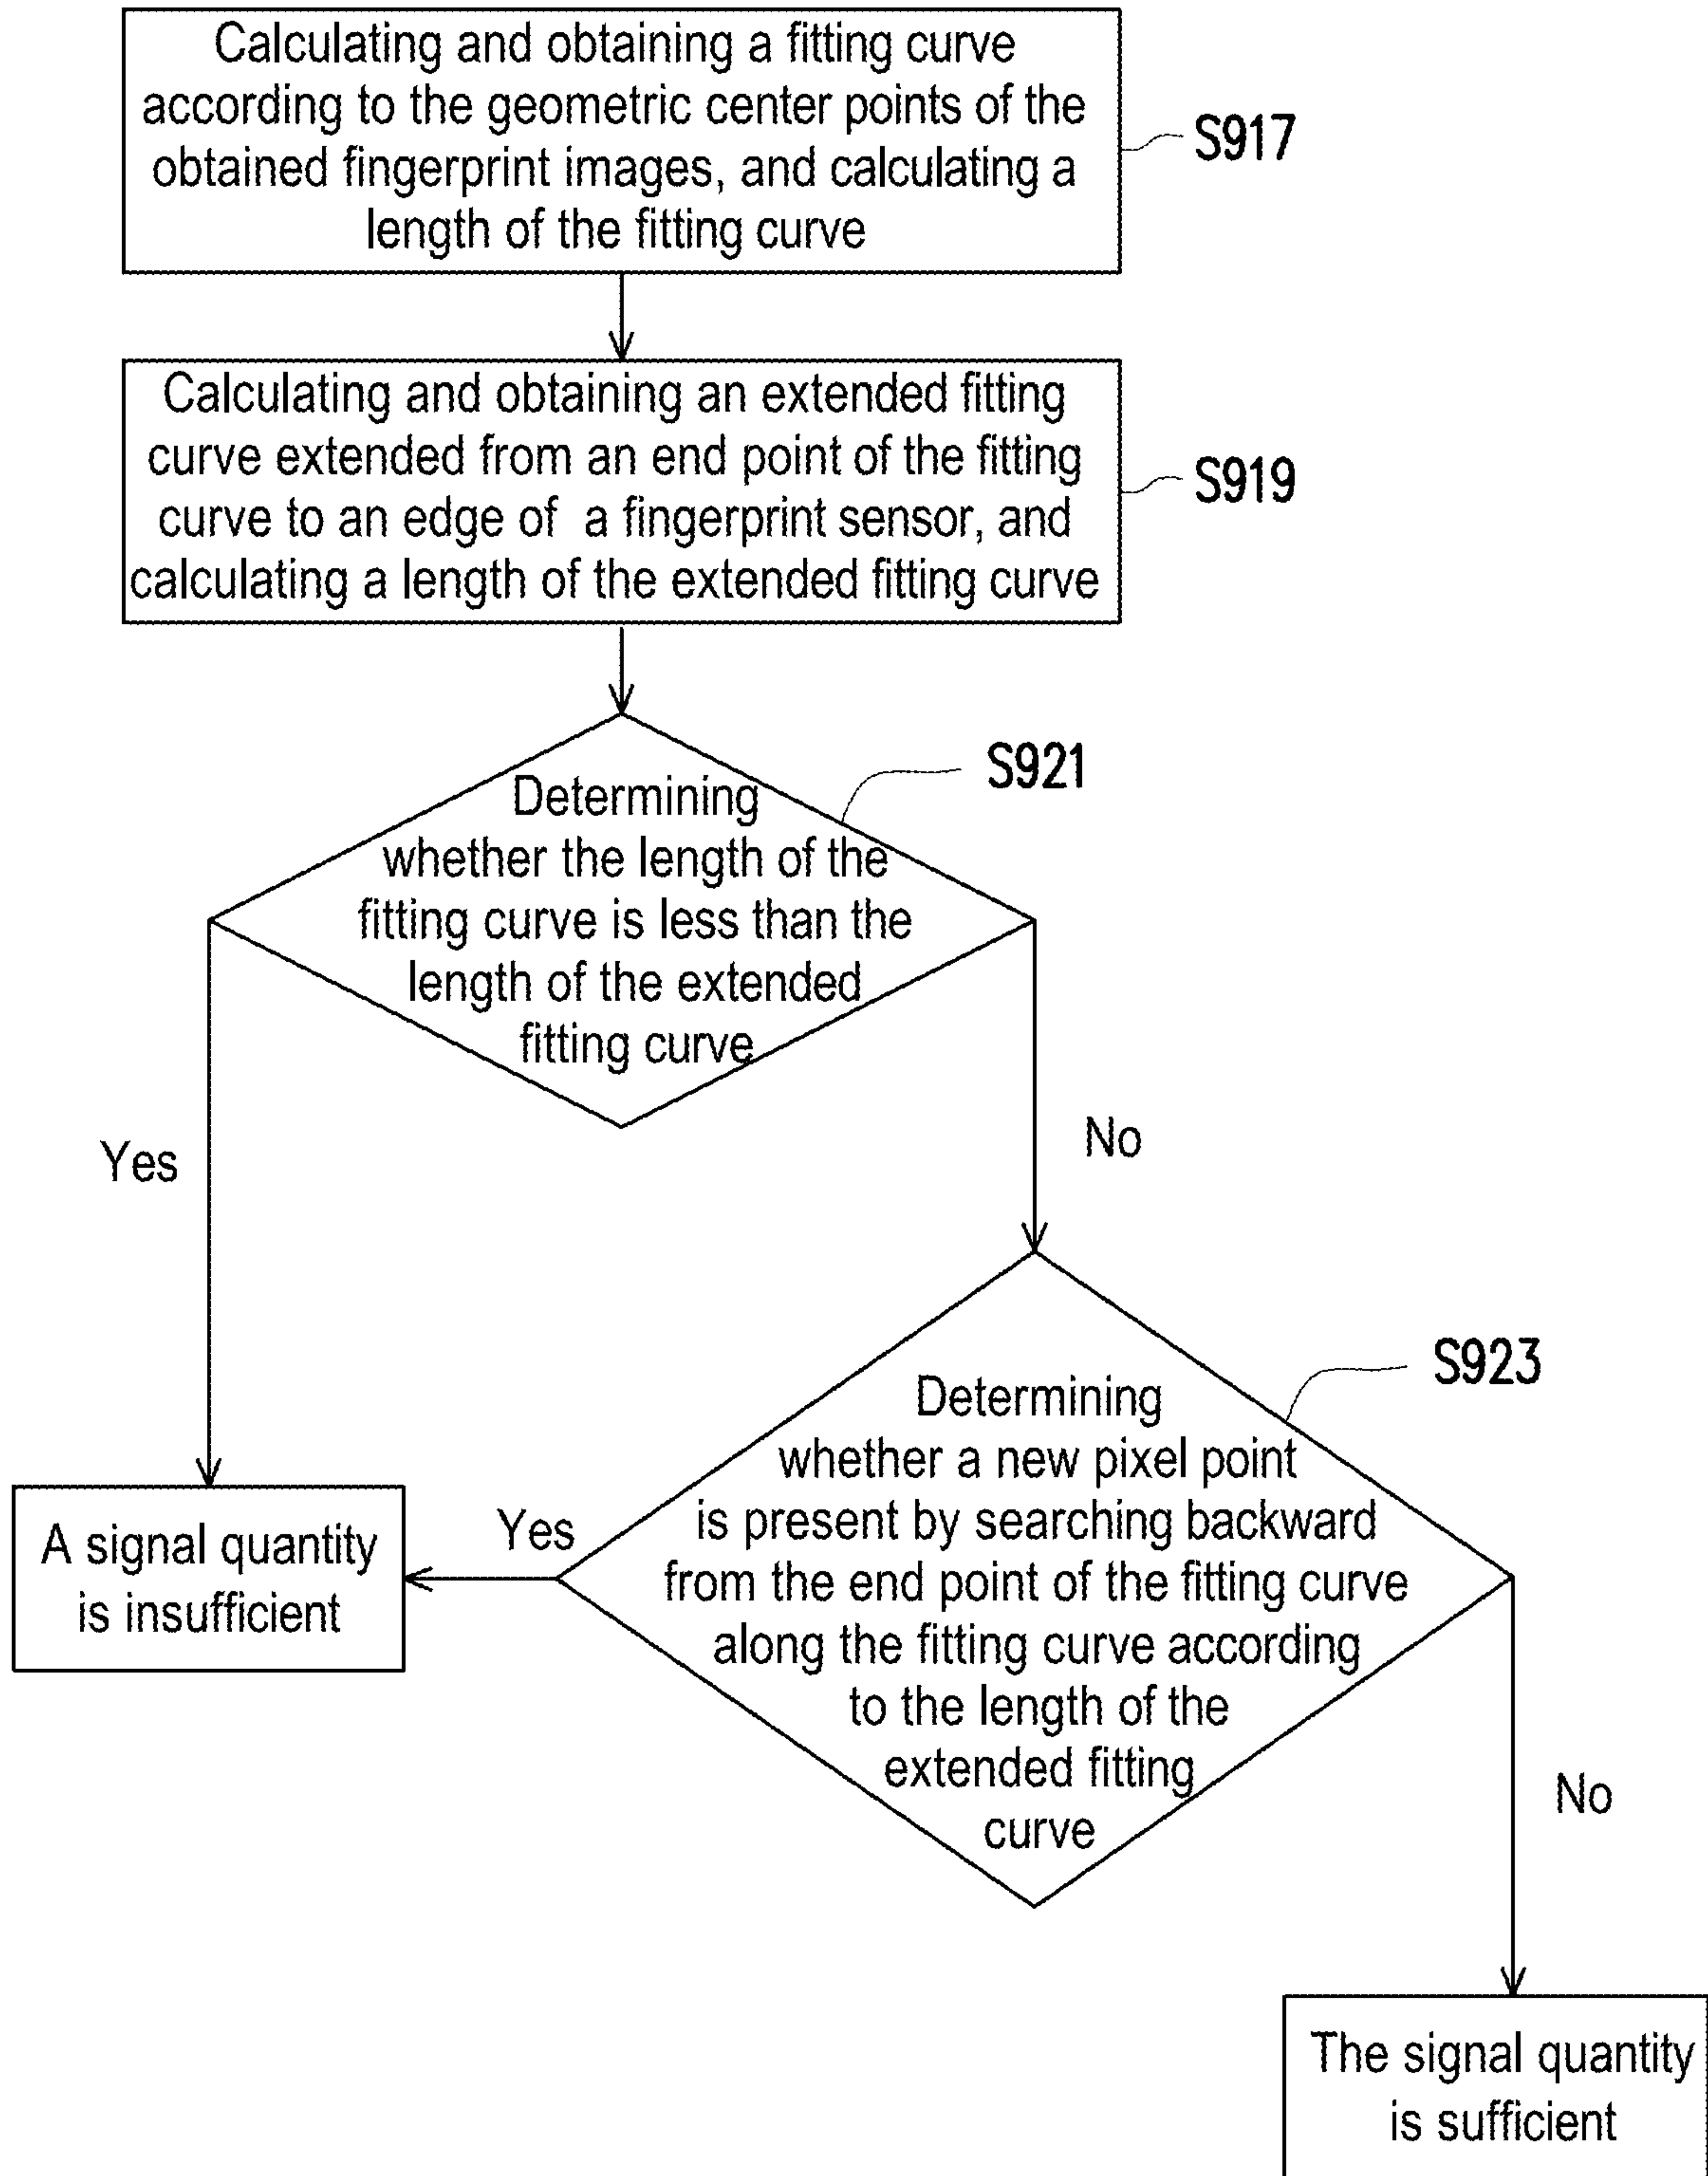 Calculating and obtaining a fitting curve
according to the geometric center points of the
obtained fingerprint images, and calculating a
length of the fitting curve
S917
Calculating and obtaining an extended fitting
curve extended from an end point of the fitting
curve to an edge of a fingerprint sensor, and
calculating a length of the extended fitting curve
S919
Determining
whether the length of the
fitting curve is less than the
length of the extended
fitting curve
S921
Yes
No
Determining
whether a new pixel point
is present by searching backward
from the end point of the fitting curve
along the fitting curve according
to the length of the
extended fitting
curve
S923
Yes
A signal quantity
is insufficient
No
The signal quantity
is sufficient